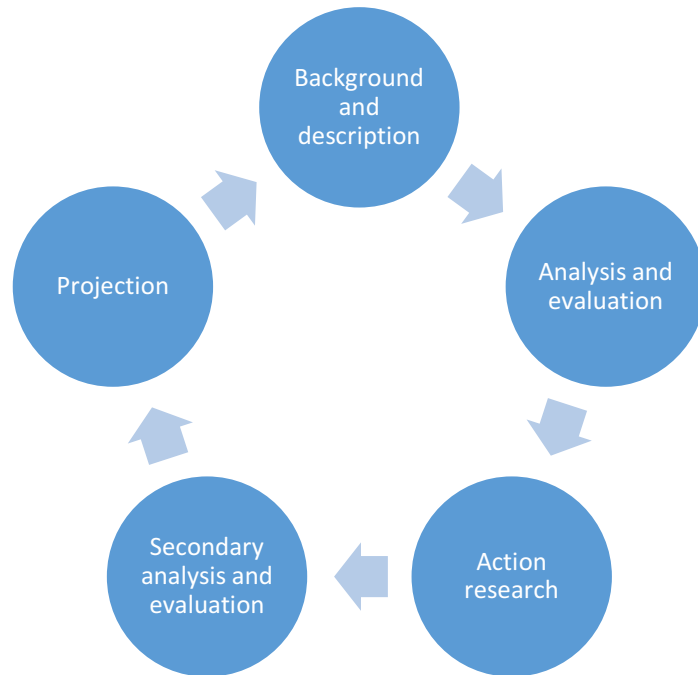 Background
and
description
Analysis and
evaluation
Action
research
Secondary
analysis and
evaluation
Projection